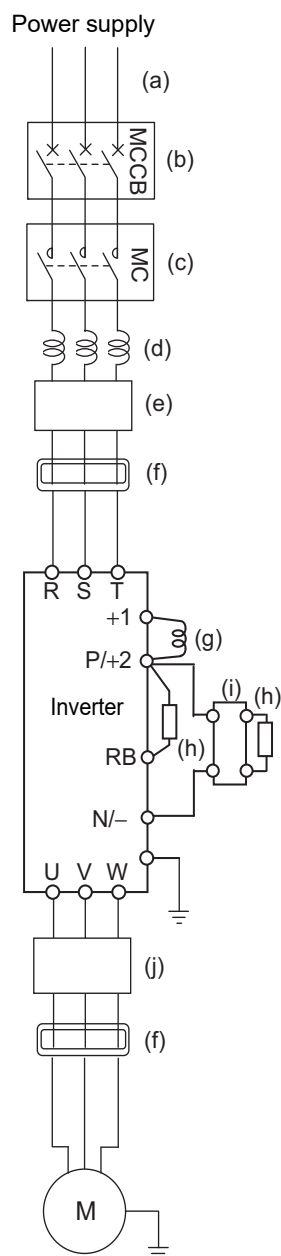 Power supply
(a)
MCCB
(b)
MC
(c)
(d)
(e)
(f)
R S T
+1
(g)
P/+2
(i)
(h)
Inverter
(h)
RB
N/–
U V W
(j)
(f)
M